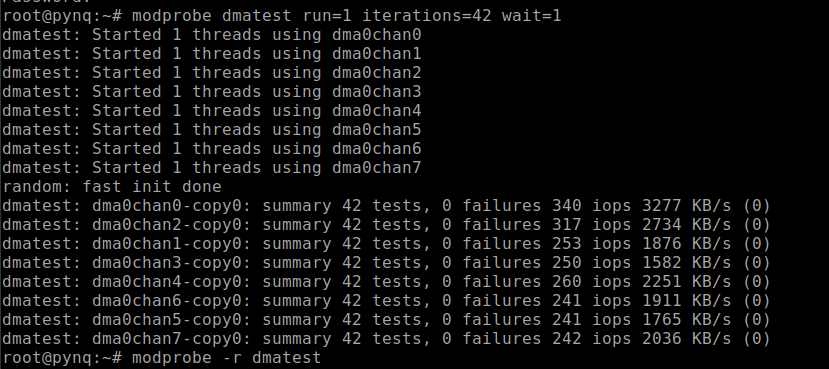 root@pynq:~# modprobe dmatest run=1 iterations=42 wait=1
dmatest: Started 1 threads using dma0chan0
dmatest: Started 1 threads using dma0chan1
dmatest: Started 1 threads using dma0chan2
dmatest: Started 1 threads using dma0chan3
dmatest: Started 1 threads using dma0chan4
dmatest: Started 1 threads using dma0chan5
dmatest: Started 1 threads using dma0chan6
dmatest: Started 1 threads using dma0chan7
random: fast init done
dmatest: dma0chan0-copy0: summary 42 tests, 0 failures 340 iops 3277 KB/s (0)
dmatest: dma0chan2-copy0: summary 42 tests, 0 failures 317 iops 2734 KB/s (0)
dmatest: dma0chan1-copy0: summary 42 tests, 0 failures 253 iops 1876 KB/s (0)
dmatest: dma0chan3-copy0: summary 42 tests, 0 failures 250 iops 1582 KB/s (0)
dmatest: dma0chan4-copy0: summary 42 tests, 0 failures 260 iops 2251 KB/s (0)
dmatest: dma0chan6-copy0: summary 42 tests, 0 failures 241 iops 1911 KB/s (0)
dmatest: dma0chan5-copy0: summary 42 tests, 0 failures 241 iops 1765 KB/s (0)
dmatest: dma0chan7-copy0: summary 42 tests, 0 failures 242 iops 2036 KB/s (0)
root@pynq:~# modprobe -r dmatest